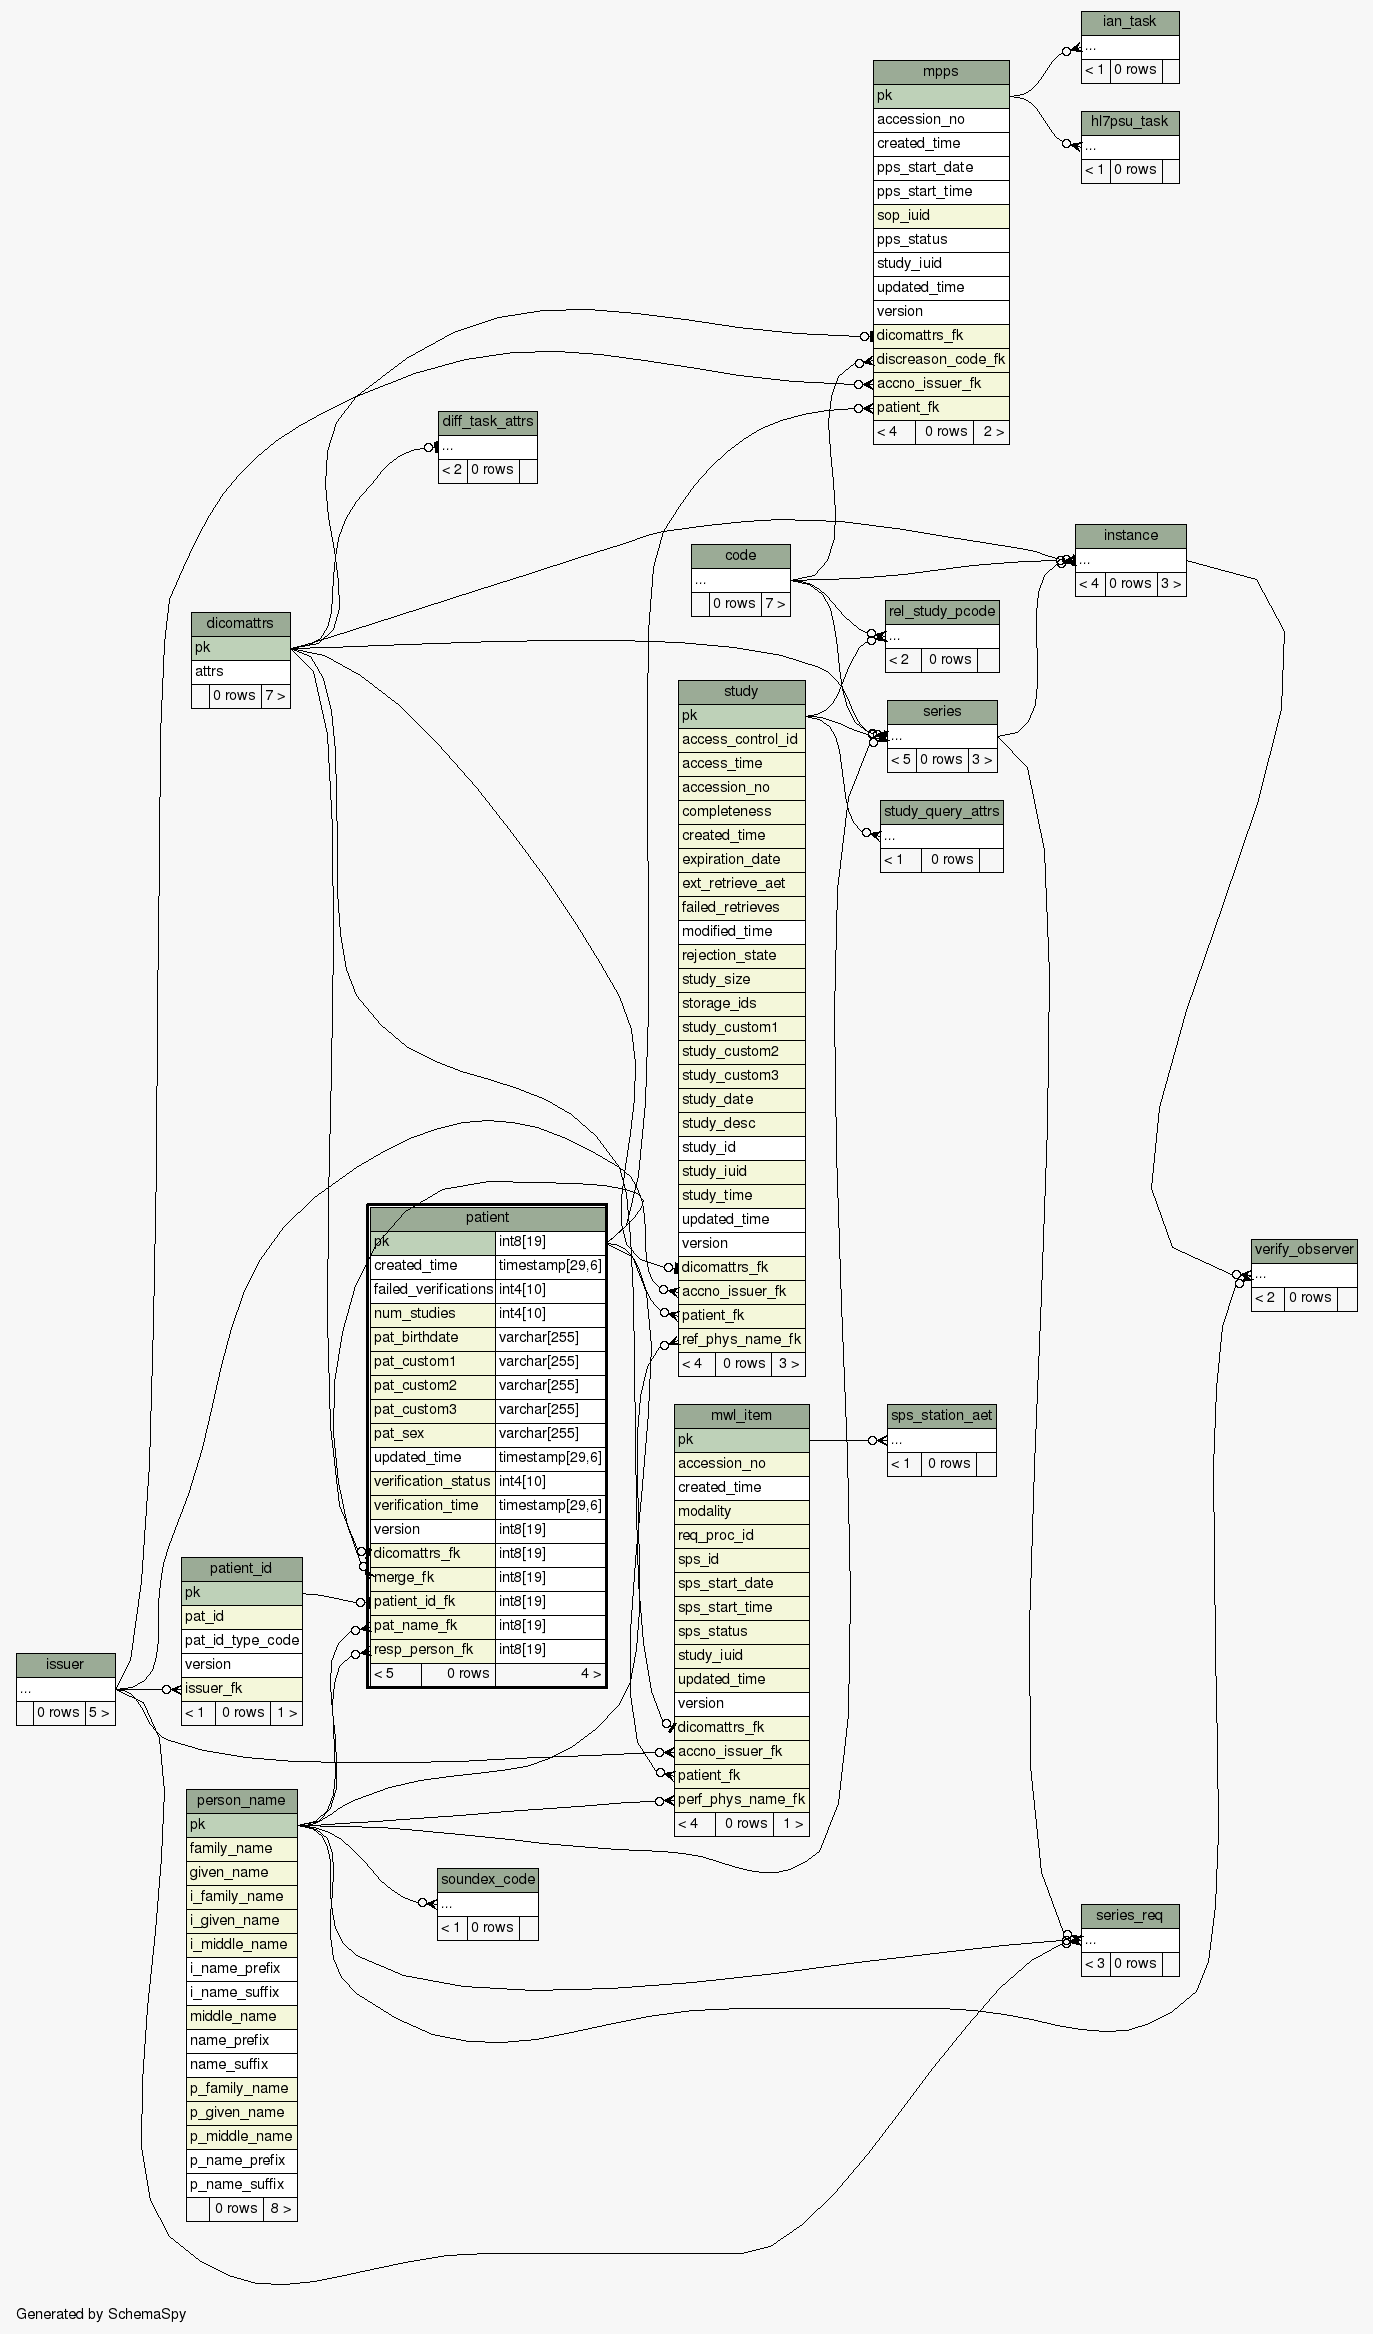 ian_task
...
< 1 0 rows
mpps
pk
accession_no
created_time
pps_start_date
pps_start_time
sop_iuid
pps_status
study_iuid
updated_time
version
dicomattrs_fk
discreason_code_fk
accno_issuer_fk
patient_fk
< 4 0 rows 2 >
hl7psu_task
...
< 1 0 rows
diff_task_attrs
...
< 2 0 rows
instance
...
< 4 0 rows 3 >
code
...
0 rows 7 >
rel_study_pcode
...
< 2 0 rows
dicomattrs
pk
attrs
0 rows 7 >
study
pk
access_control_id
access_time
accession_no
completeness
created_time
expiration_date
ext_retrieve_aet
failed_retrieves
modified_time
rejection_state
study_size
storage_ids
study_custom1
study_custom2
study_custom3
study_date
study_desc
study_id
study_iuid
study_time
updated_time
version
dicomattrs_fk
accno_issuer_fk
patient_fk
ref_phys_name_fk
< 4 0 rows 3 >
series
...
< 5 0 rows 3 >
study_query_attrs
...
< 1 0 rows
patient
pk int8[19]
created_time timestamp[29,6]
failed_verifications int4[10]
num_studies int4[10]
pat_birthdate varchar[255]
pat_custom1 varchar[255]
pat_custom2 varchar[255]
pat_custom3 varchar[255]
pat_sex varchar[255]
updated_time timestamp[29,6]
verification_status int4[10]
verification_time timestamp[29,6]
version int8[19]
dicomattrs_fk int8[19]
merge_fk int8[19]
patient_id_fk int8[19]
pat_name_fk int8[19]
resp_person_fk int8[19]
< 5 0 rows 4 >
verify_observer
...
< 2 0 rows
mwl_item
pk
accession_no
created_time
modality
req_proc_id
sps_id
sps_start_date
sps_start_time
sps_status
study_iuid
updated_time
version
dicomattrs_fk
accno_issuer_fk
patient_fk
perf_phys_name_fk
< 4 0 rows 1 >
sps_station_aet
...
< 1 0 rows
patient_id
pk
pat_id
pat_id_type_code
version
issuer_fk
< 1 0 rows 1 >
issuer
...
0 rows 5 >
person_name
pk
family_name
given_name
i_family_name
i_given_name
i_middle_name
i_name_prefix
i_name_suffix
middle_name
name_prefix
name_suffix
p_family_name
p_given_name
p_middle_name
p_name_prefix
p_name_suffix
0 rows 8 >
soundex_code
...
< 1 0 rows
series_req
...
< 3 0 rows
Generated by SchemaSpy